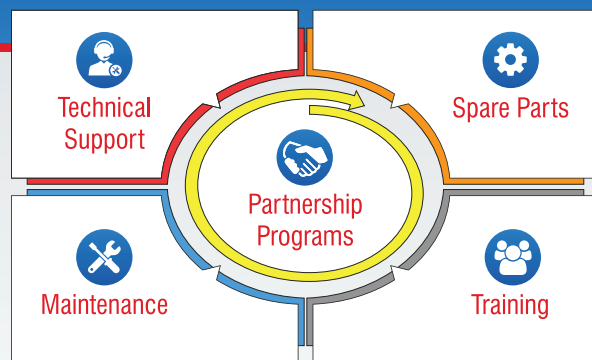 Technical
Support
Spare Parts
Partnership
Programs
Maintenance
Training